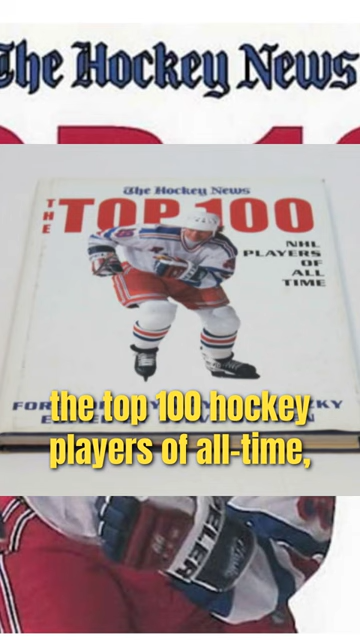 The Hockey News
The Hockey News
THE
TOP 100
NHL
PLAYERS
OF
ALL
TIME
the top 100 hockey
players of all-time,